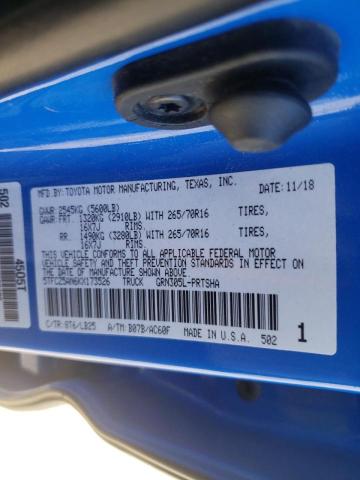 MFD.BY:TOYOTA MOTOR MANUFACTURING, TEXAS, INC. DATE:11/18
GVWR 2545KG (5600LB)
GAWR FRT 1320KG (2910LB) WITH 265/70R16 TIRES,
16X7J RIMS
RR. 1490KG (3280LB) WITH 265/70R16 TIRES,
16X7J RIMS.
THIS VEHICLE CONFORMS TO ALL APPLICABLE FEDERAL MOTOR
VEHICLE SAFETY AND THEFT PREVENTION STANDARDS IN EFFECT ON
THE DATE OF MANUFACTURE SHOWN ABOVE.
TRUCK GRN305L-PRTSHA
C/TR:8T6/LB25 A/TM:B07B/AC60F MADE IN U.S.A. 502 1
502
4505T